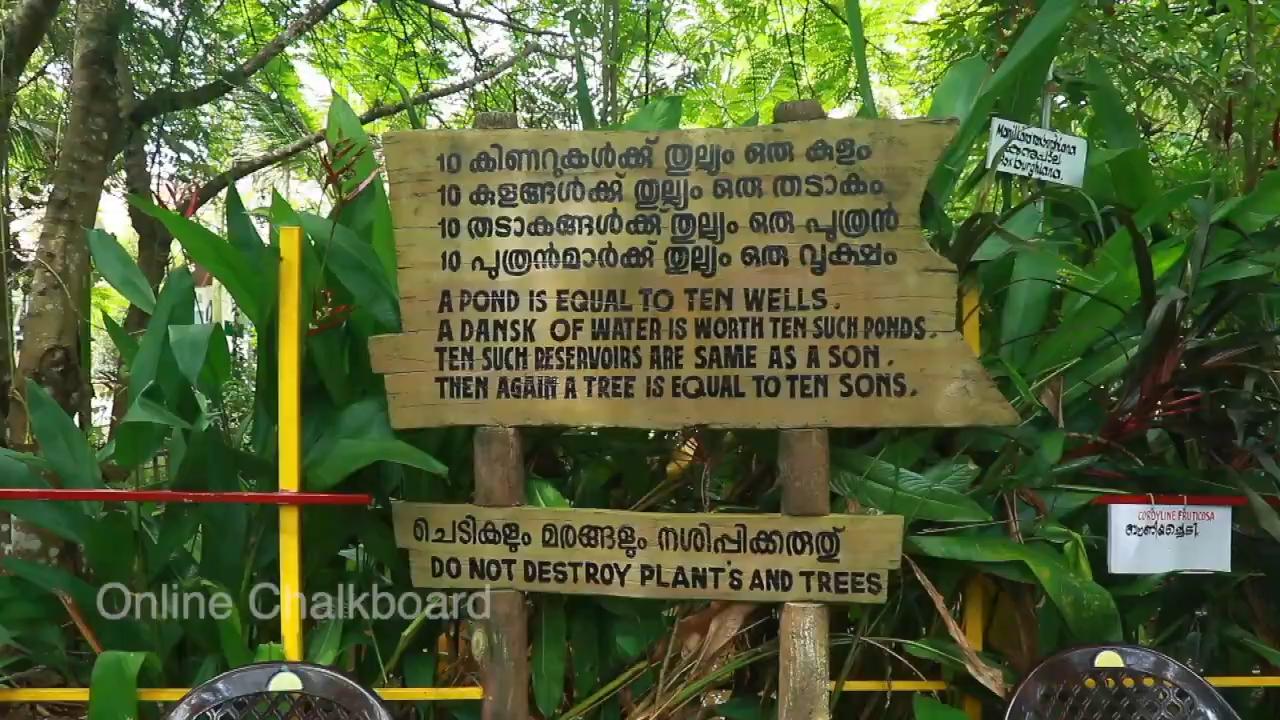 10 കിണറുകൾക്ക് തുല്യം ഒരു കുളം
10 കുളങ്ങൾക്ക് തുല്യം ഒരു തടാകം
10 തടാകങ്ങൾക്ക് തുല്യം ഒരു പുത്രൻ
10 പുത്രൻമാർക്ക് തുല്യം ഒരു വൃക്ഷം
A POND IS EQUAL TO TEN WELLS.
A DANSK OF WATER IS WORTH TEN SUCH PONDS.
TEN SUCH RESERVOIRS ARE SAME AS A SON.
THEN AGAIN A TREE IS EQUAL TO TEN SONS.
ചെടികളും മരങ്ങളും നശിപ്പിക്കരുത്
DO NOT DESTROY PLANT'S AND TREES
CORDYLINE FRUTICOSA
Online Chalkboard